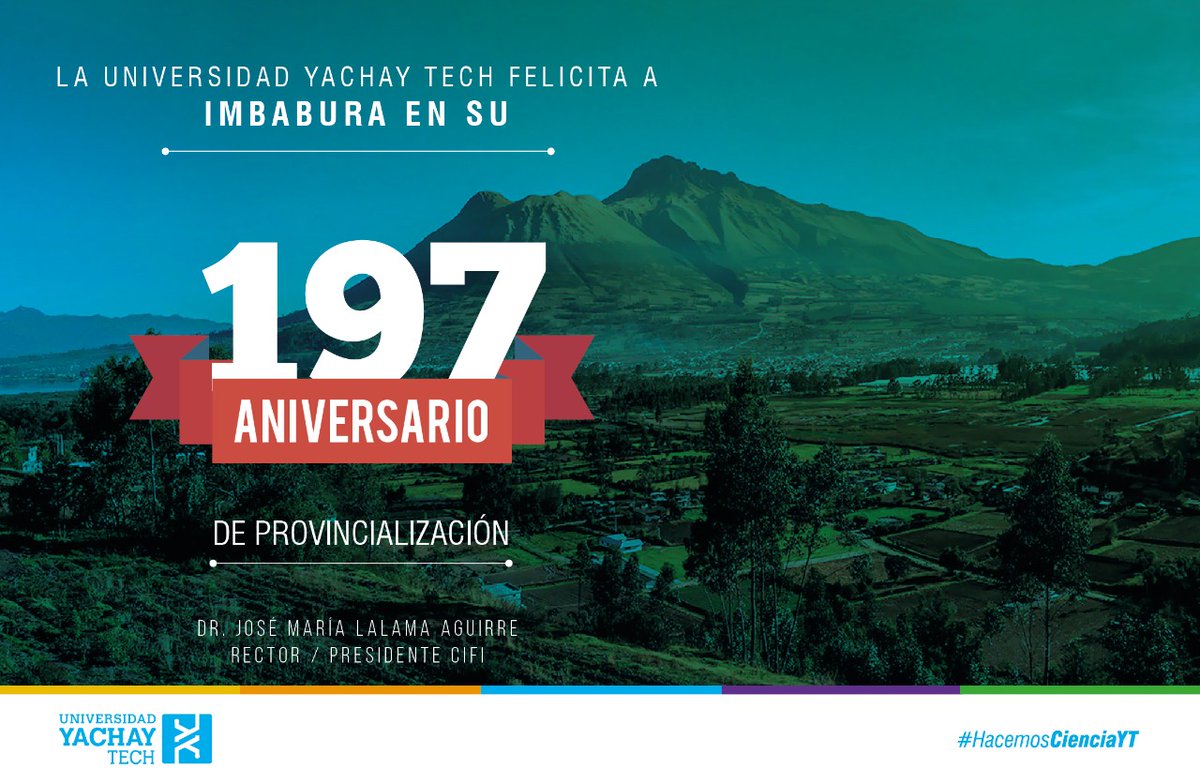 LA UNIVERSIDAD YACHAY TECH FELICITA A
IMBABURA EN SU
197
ANIVERSARIO
DE PROVINCIALIZACIÓN
DR. JOSÉ MARÍA LALAMA AGUIRRE
RECTOR / PRESIDENTE CIFI
UNIVERSIDAD
YACHAY
TECH
#HacemosCienciaYT